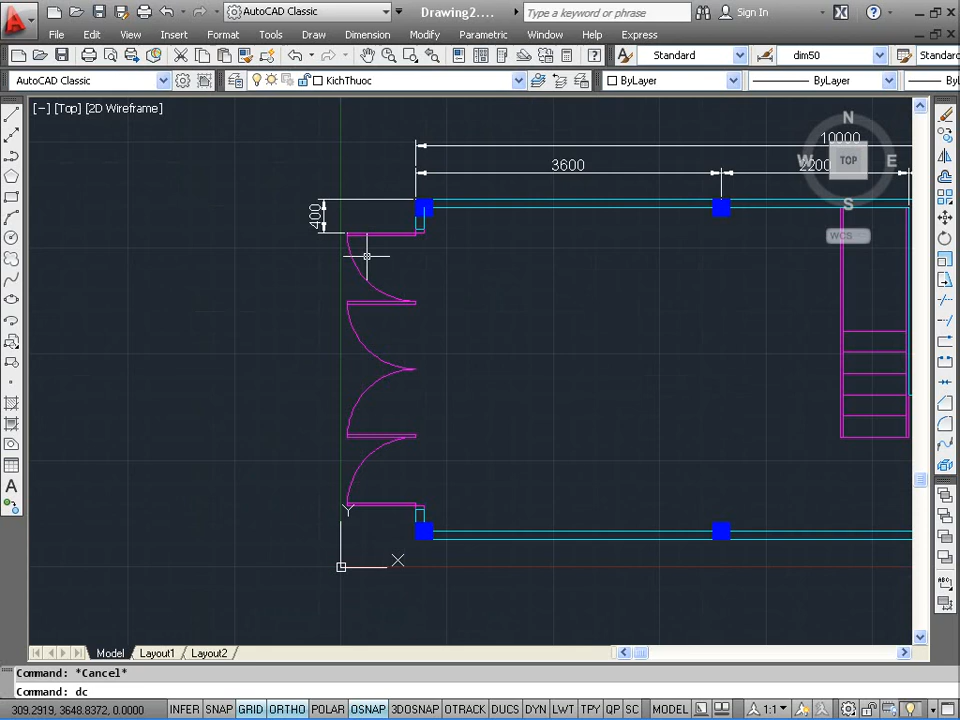 AutoCAD Classic
Drawing2....
Type a keyword or phrase
Sign In
File Edit View Insert Format Tools Draw Dimension Modify Parametric Window Help Express
Standard
dim50
Standard
AutoCAD Classic
KichThuoc
ByLayer
ByLayer
ByL
[−] [Top] [2D Wireframe]
N
10000
W
TOP
E
3600
2200
400
S
WCS
Y
X
A
Model Layout1 Layout2
Command: *Cancel*
Command: dc
309.2919, 3648.8372, 0.0000
INFER SNAP GRID ORTHO POLAR OSNAP 3DOSNAP OTRACK DUCS DYN LWT TPY QP SC
MODEL
1:1